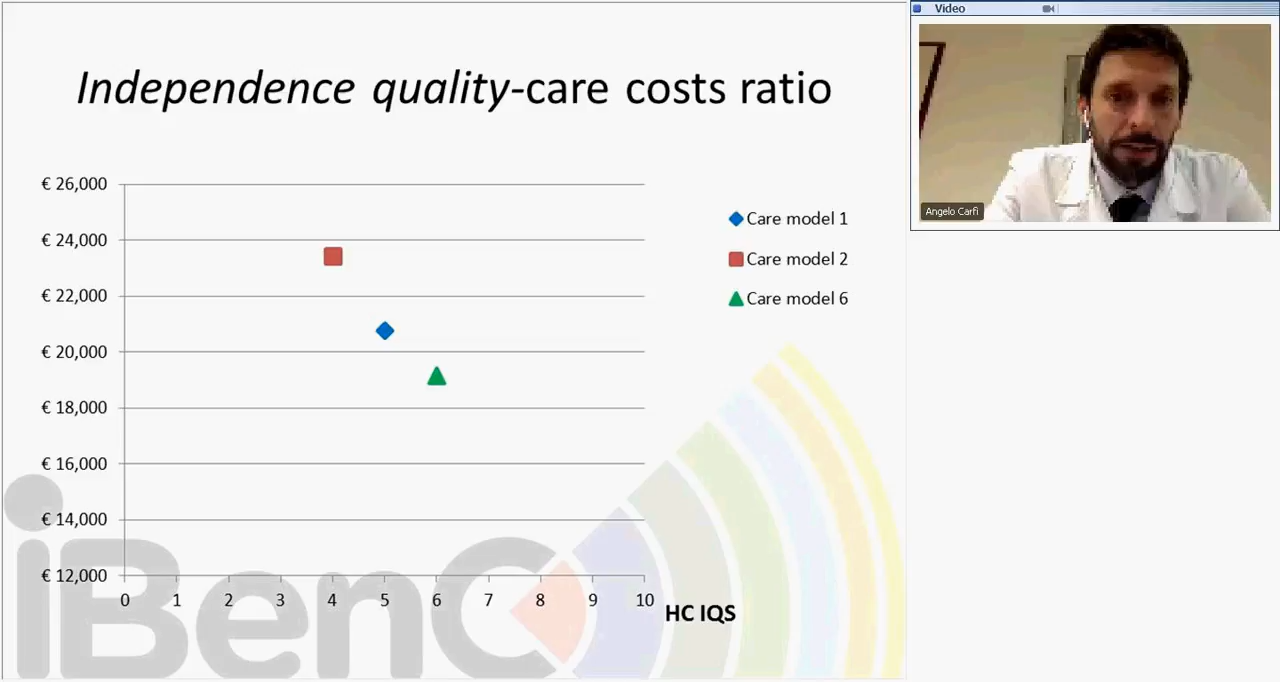 Independence quality-care costs ratio
€ 26,000
€ 24,000
€ 22,000
€ 20,000
€ 18,000
€ 16,000
€ 14,000
€ 12,000
0 1 2 3 4 5 6 7 8 9 10
HC IQS
Care model 1
Care model 2
Care model 6
iBenC
Video
Angelo Carfi